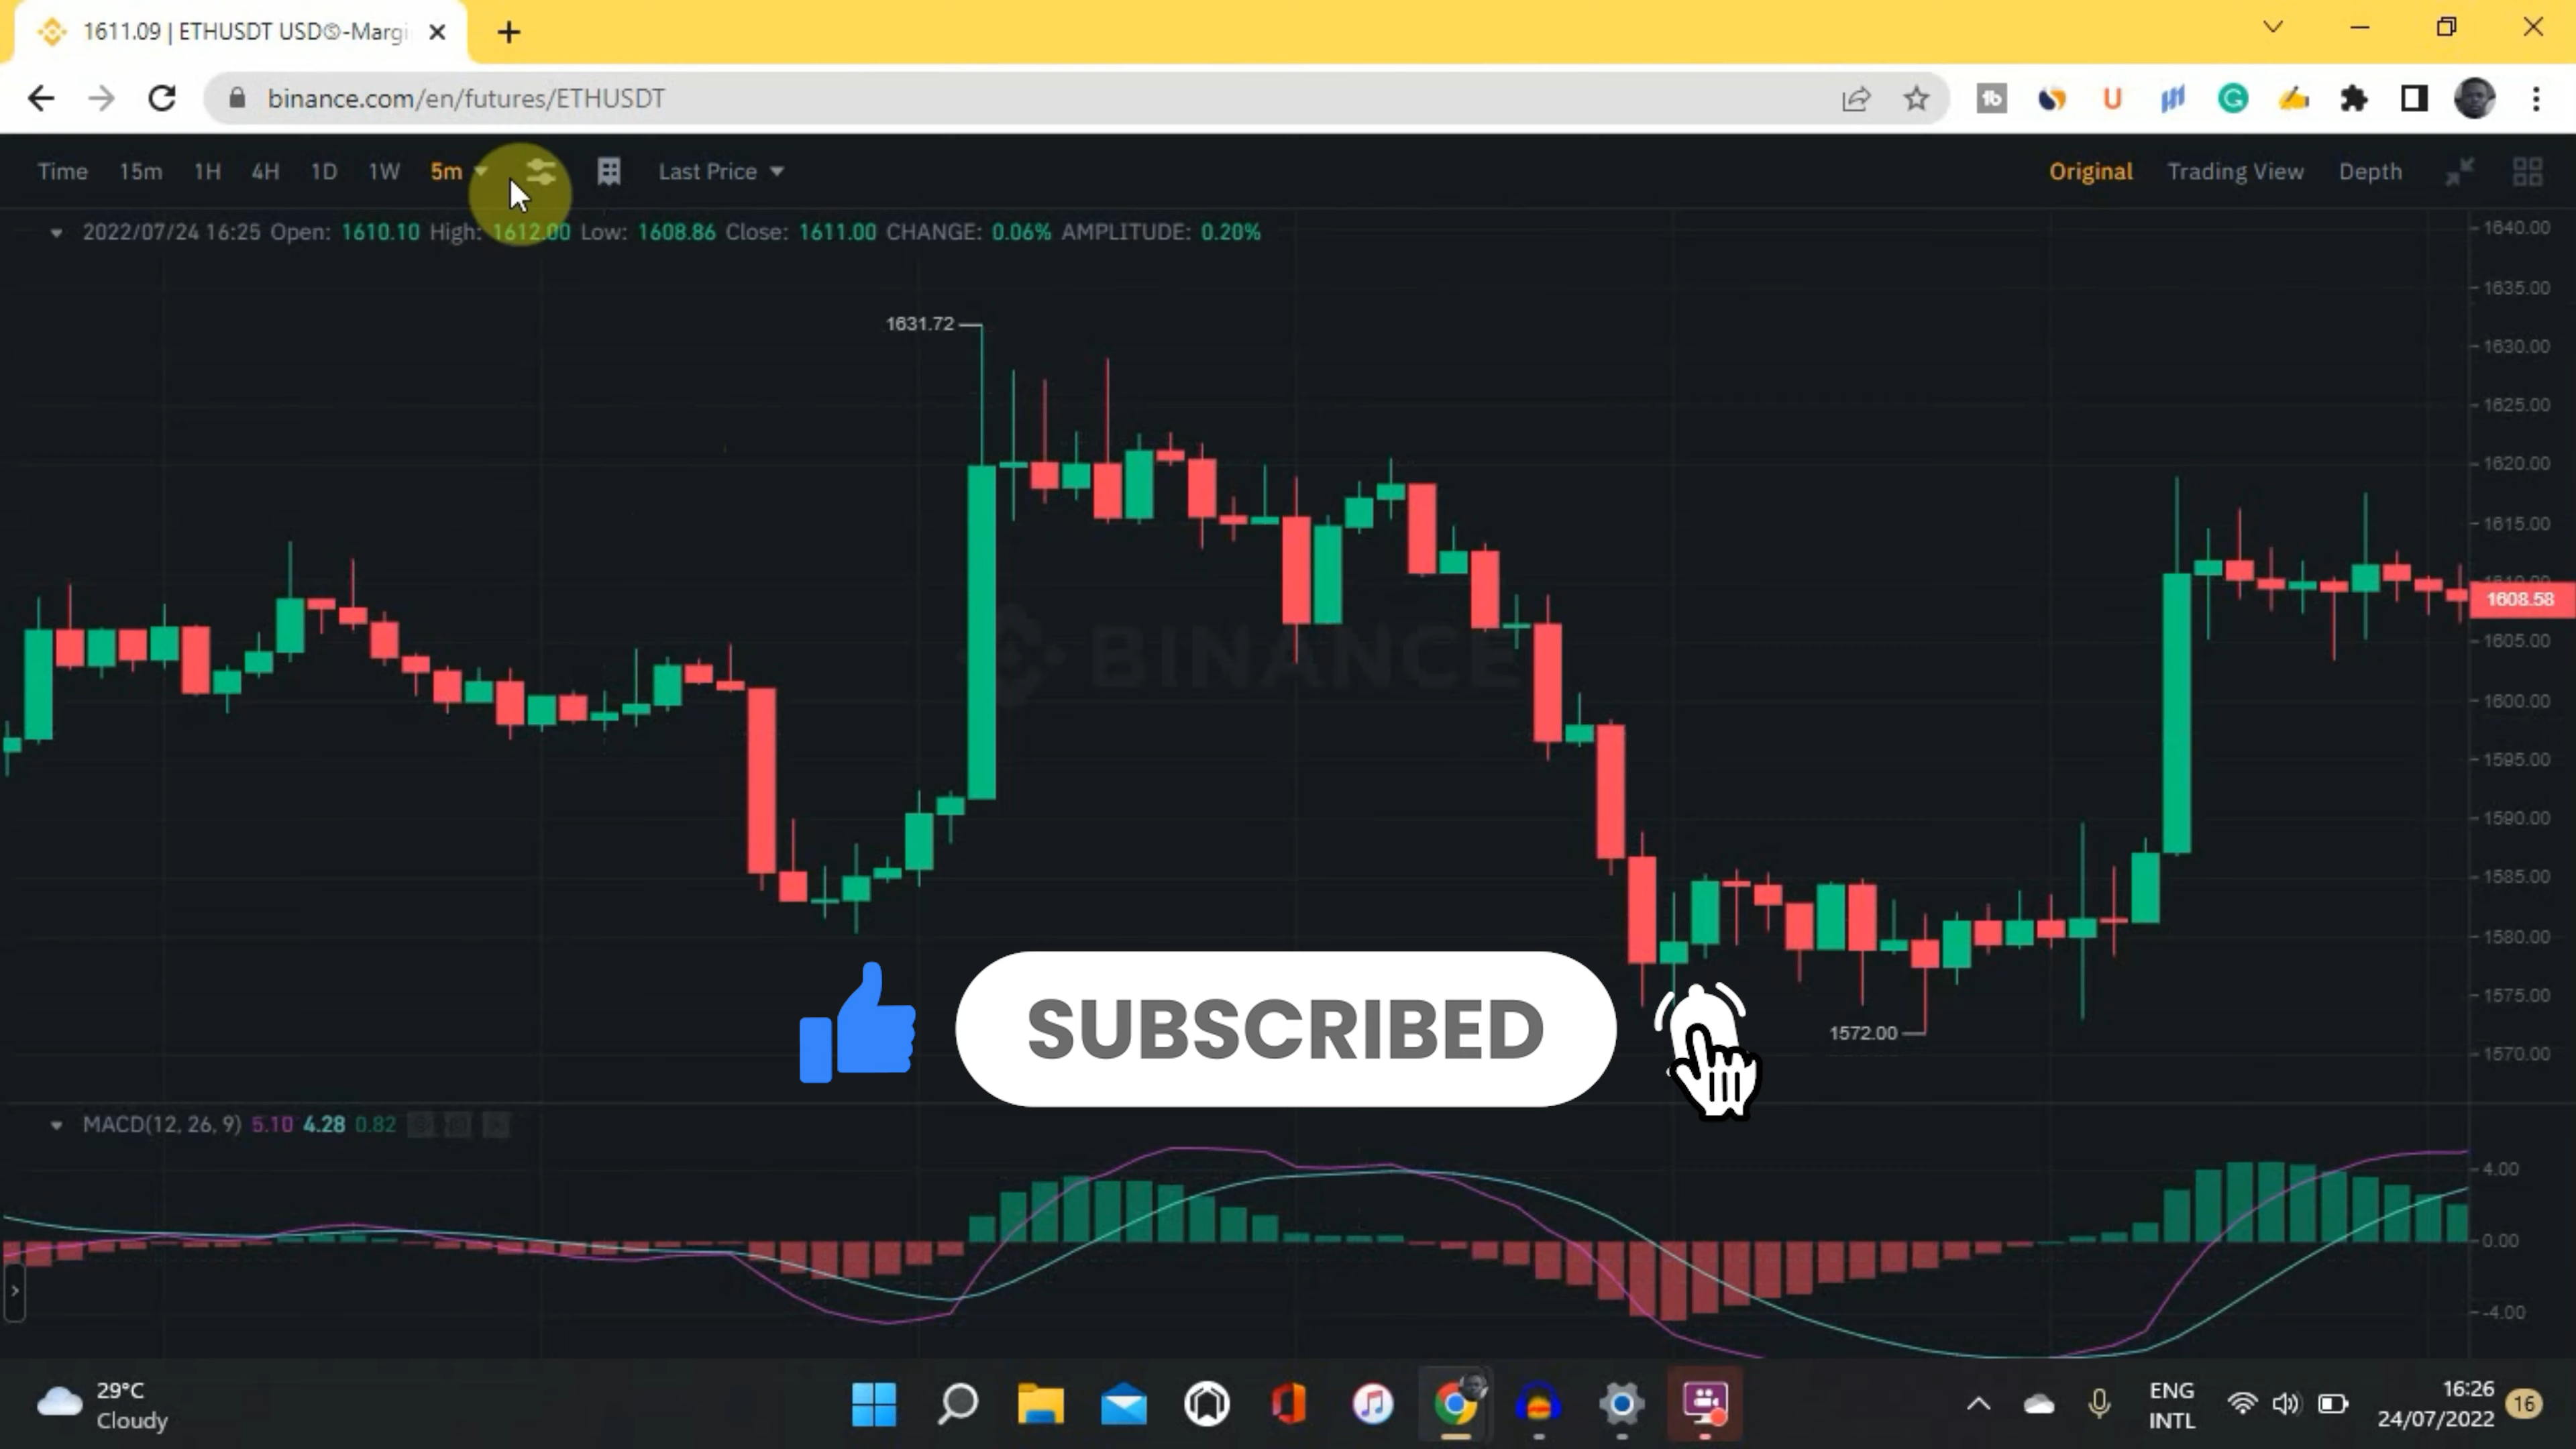 1611.09 | ETHUSDT USDⓈ-Margi
binance.com/en/futures/ETHUSDT
Time 15m 1H 4H 1D 1W 5m Last Price Original Trading View Depth
2022/07/24 16:25 Open: 1610.10 High: 1612.00 Low: 1608.86 Close: 1611.00 CHANGE: 0.06% AMPLITUDE: 0.20%
1640.00
1635.00
1631.72
1630.00
1625.00
1620.00
1615.00
1610.00
1608.58
1605.00
BINANCE
1600.00
1595.00
1590.00
1585.00
1580.00
1575.00
SUBSCRIBED
1572.00
1570.00
MACD(12, 26, 9) 5.10 4.28 0.82
4.00
0.00
-4.00
29°C
Cloudy
ENG
INTL
16:26
24/07/2022
16